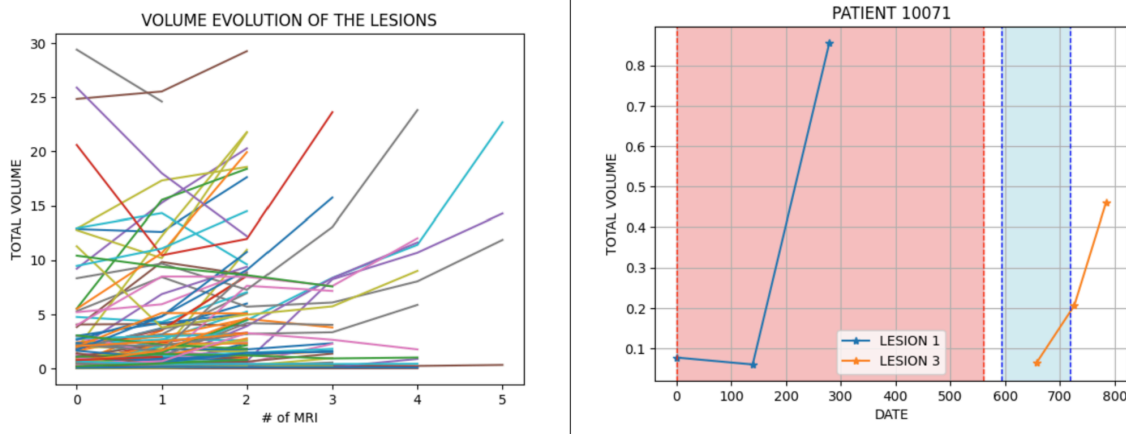 VOLUME EVOLUTION OF THE LESIONS
30
25
20
15
10
5
0
TOTAL VOLUME
0 1 2 3 4 5
# of MRI
PATIENT 10071
0.8
0.7
0.6
0.5
0.4
0.3
0.2
0.1
TOTAL VOLUME
LESION 1
LESION 3
0 100 200 300 400 500 600 700 800
DATE